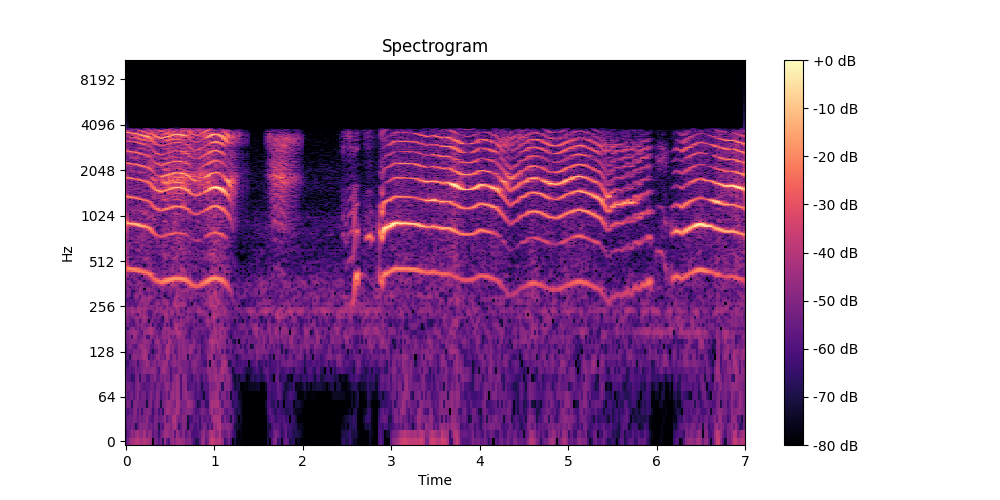 Spectrogram
8192
4096
2048
1024
512
256
128
64
0
Hz
0 1 2 3 4 5 6 7
Time
+0 dB
-10 dB
-20 dB
-30 dB
-40 dB
-50 dB
-60 dB
-70 dB
-80 dB